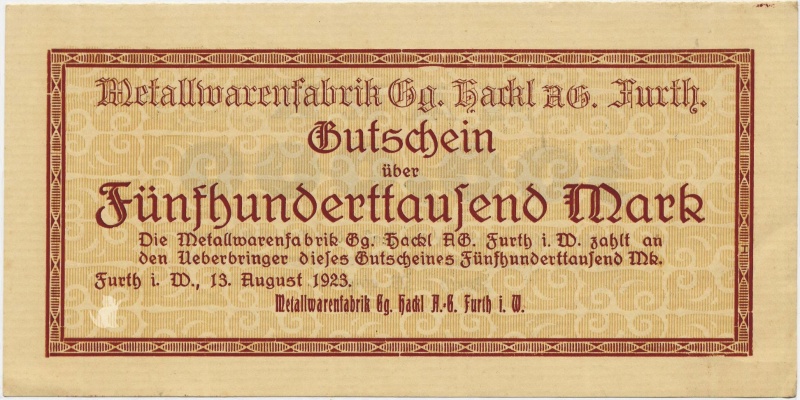 Metallwarenfabrik Gg. Hackl AG. Furth.
Gutschein
über
Fünfhunderttausend Mark
Die Metallwarenfabrik Gg. Hackl AG. Furth i. W. zahlt an
den Ueberbringer dieses Gutscheines Fünfhunderttausend Mk.
Furth i. W., 13. August 1923.
Metallwarenfabrik Gg. Hackl A.-G. Furth i. W.